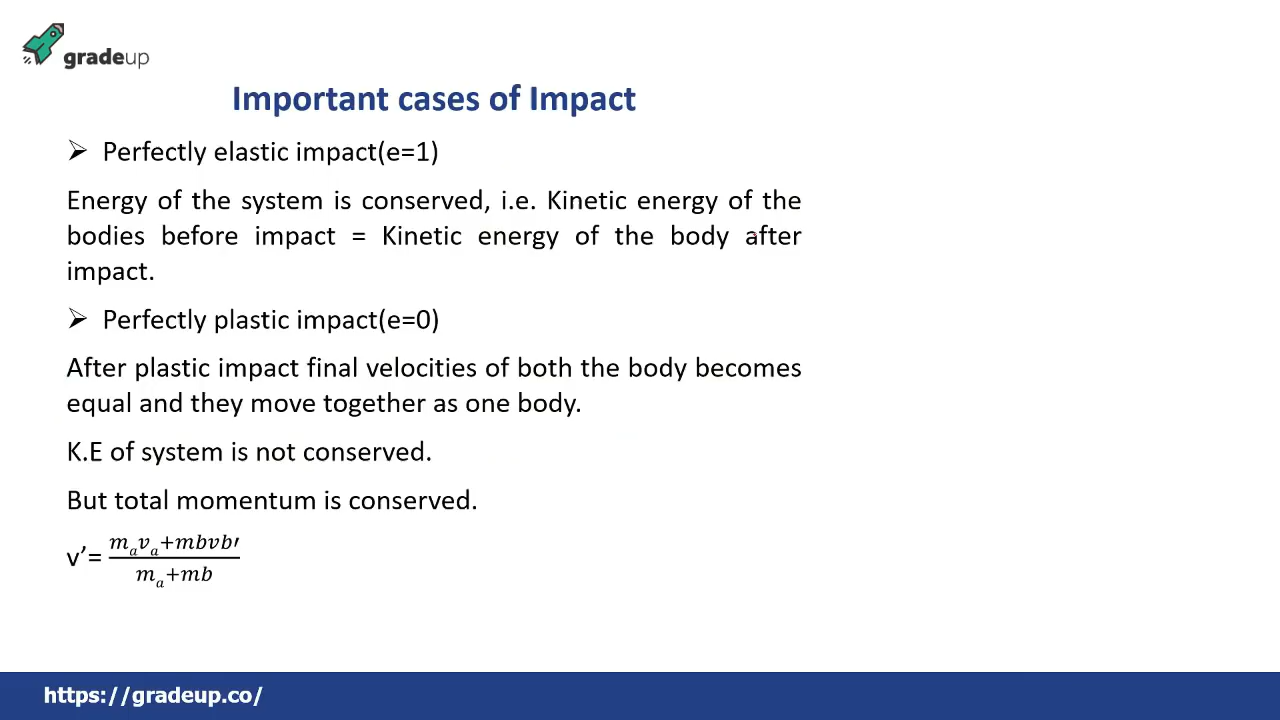 gradeup
Important cases of Impact
➢ Perfectly elastic impact(e=1)
Energy of the system is conserved, i.e. Kinetic energy of the
bodies before impact = Kinetic energy of the body after
impact.
➢ Perfectly plastic impact(e=0)
After plastic impact final velocities of both the body becomes
equal and they move together as one body.
K.E of system is not conserved.
But total momentum is conserved.
v’= \frac{m_a v_a+mbvb′}{m_a+mb}
https://gradeup.co/